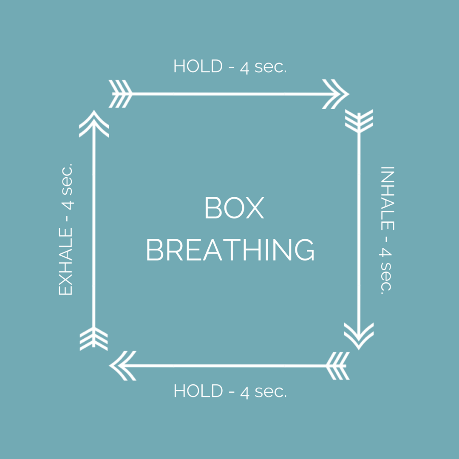 HOLD - 4 sec.
EXHALE - 4 sec.
BOX
BREATHING
INHALE - 4 sec.
HOLD - 4 sec.